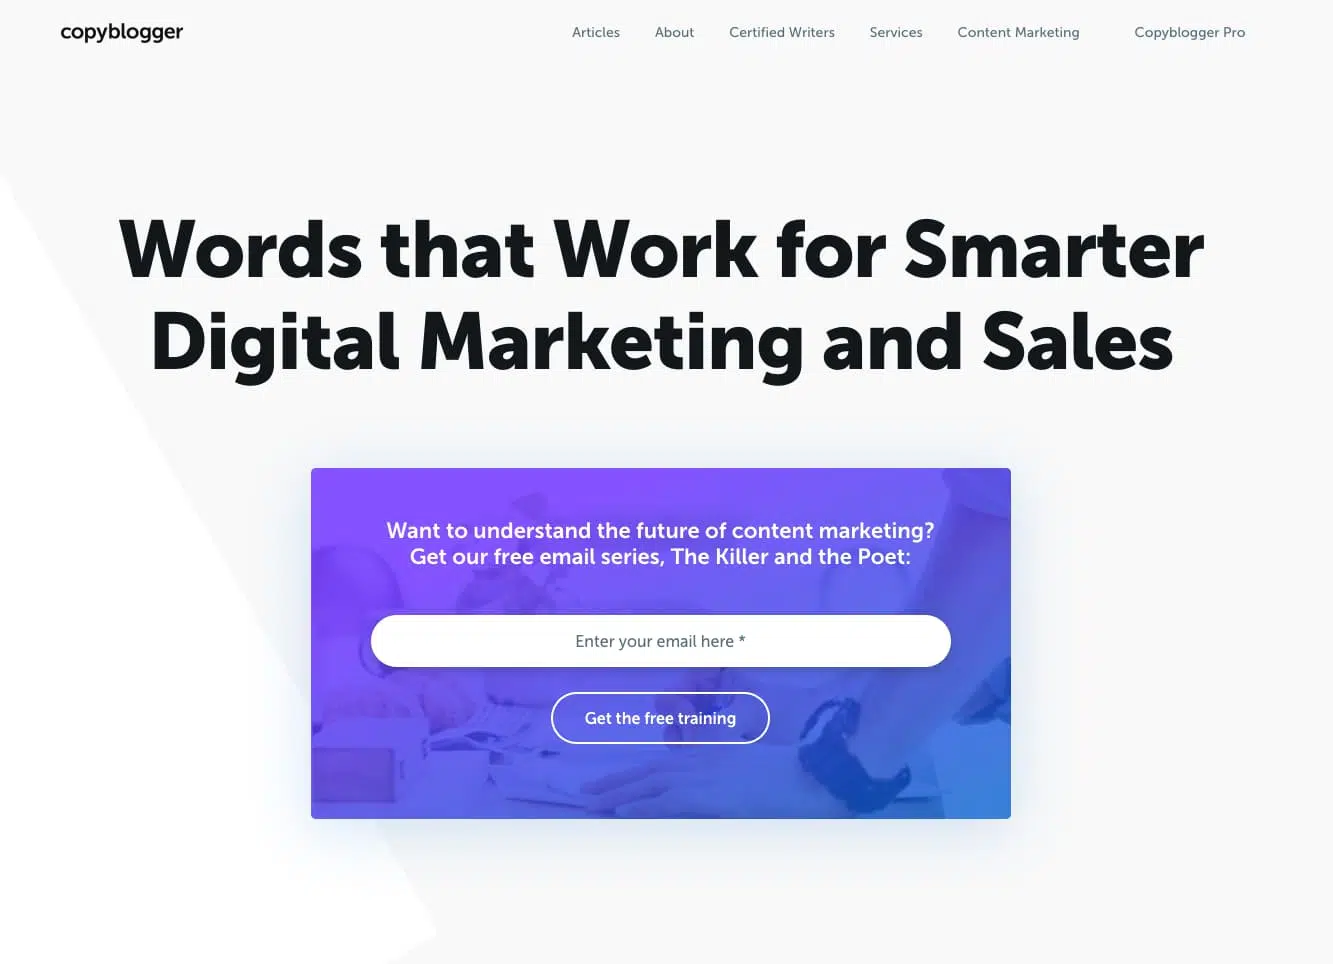 copyblogger
Articles
About
Certified Writers
Services
Content Marketing
Copyblogger Pro
Words that Work for Smarter
Digital Marketing and Sales
Want to understand the future of content marketing?
Get our free email series, The Killer and the Poet:
Enter your email here *
Get the free training